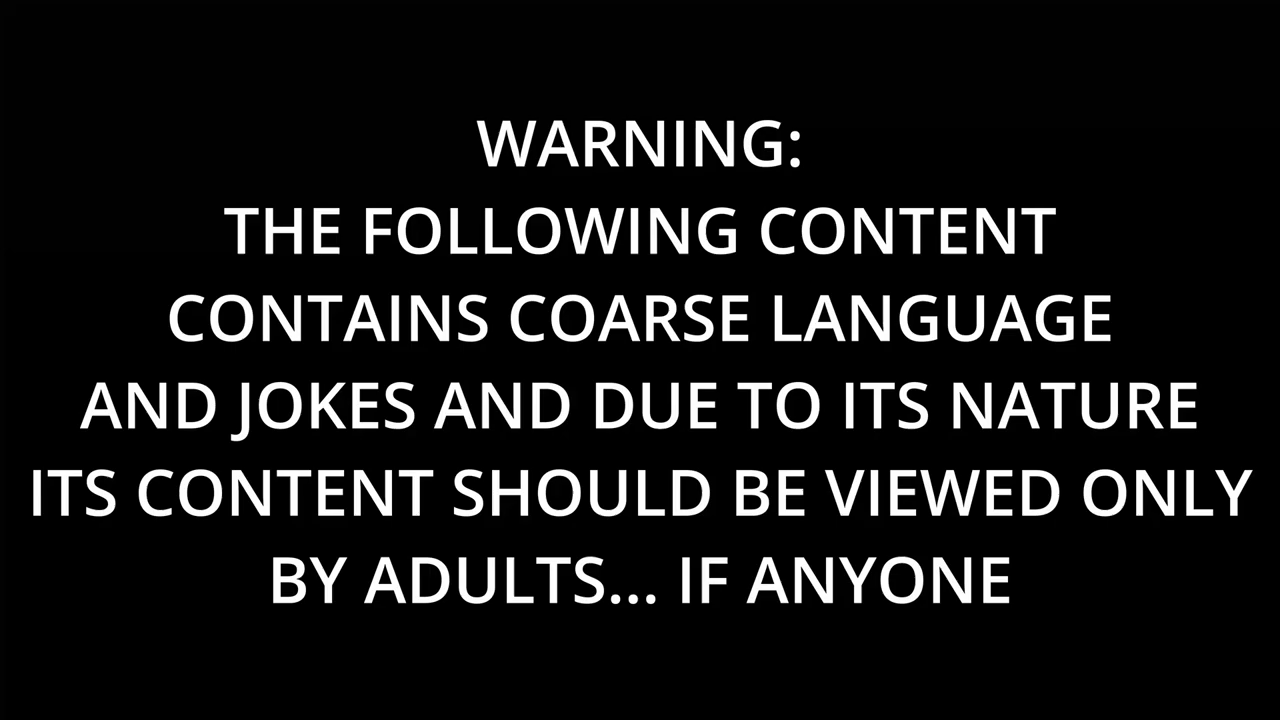 WARNING:
THE FOLLOWING CONTENT
CONTAINS COARSE LANGUAGE
AND JOKES AND DUE TO ITS NATURE
ITS CONTENT SHOULD BE VIEWED ONLY
BY ADULTS... IF ANYONE